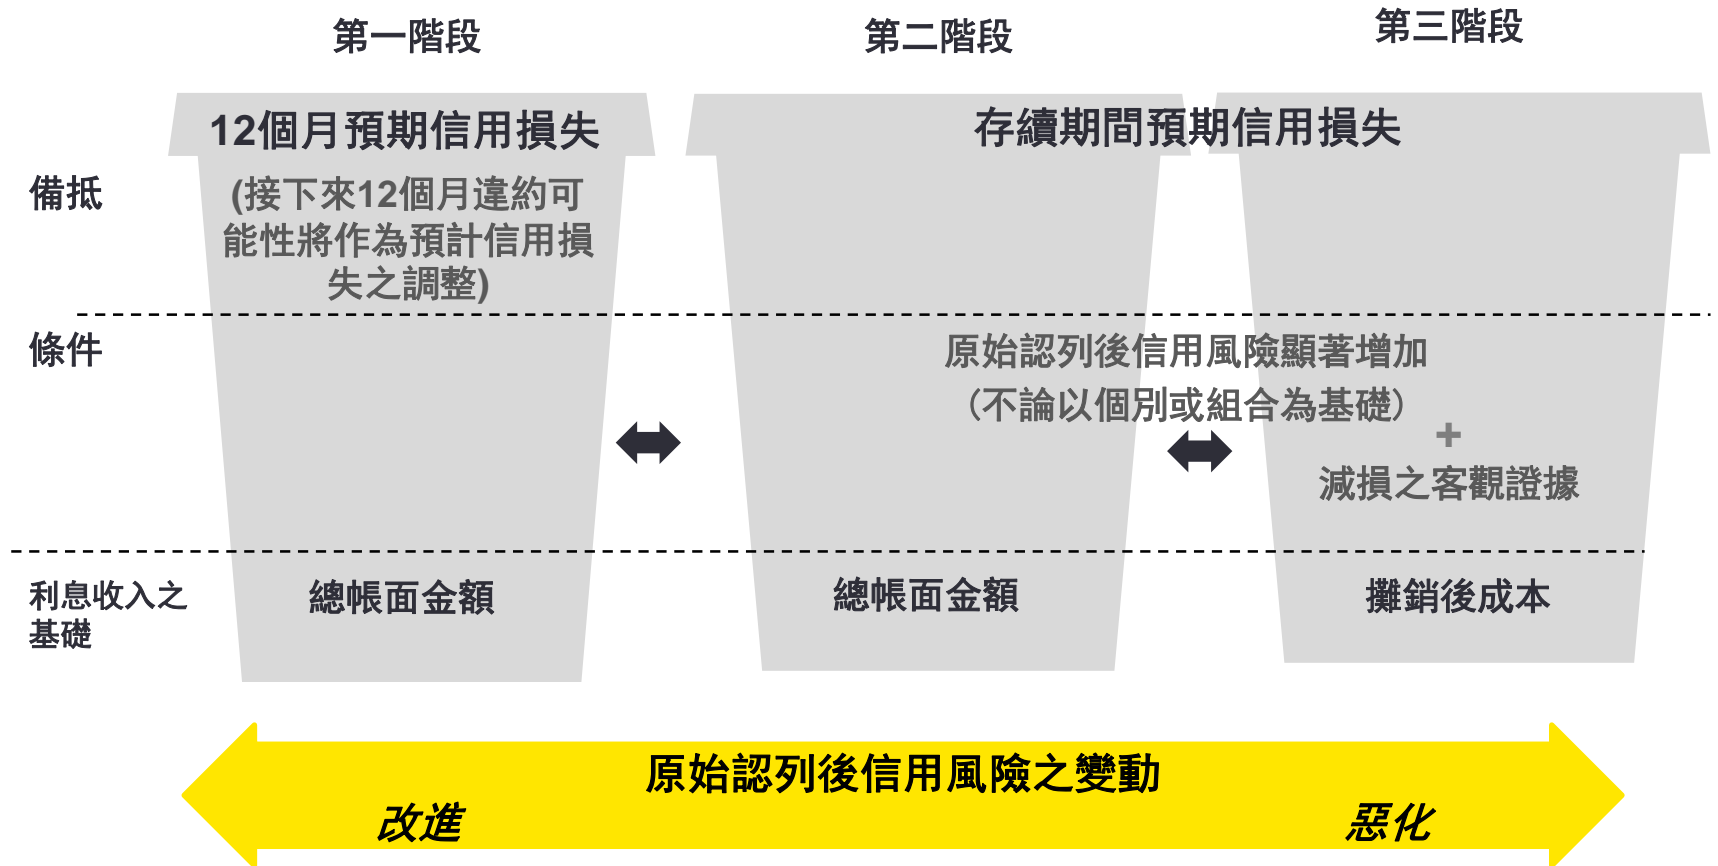 第一階段
第二階段
第三階段
12個月預期信用損失
存續期間預期信用損失
備抵
(接下來12個月違約可
能性將作為預計信用損
失之調整)
條件
原始認列後信用風險顯著增加
（不論以個別或組合為基礎）
+
減損之客觀證據
利息收入之
基礎
總帳面金額
總帳面金額
攤銷後成本
原始認列後信用風險之變動
改進
惡化